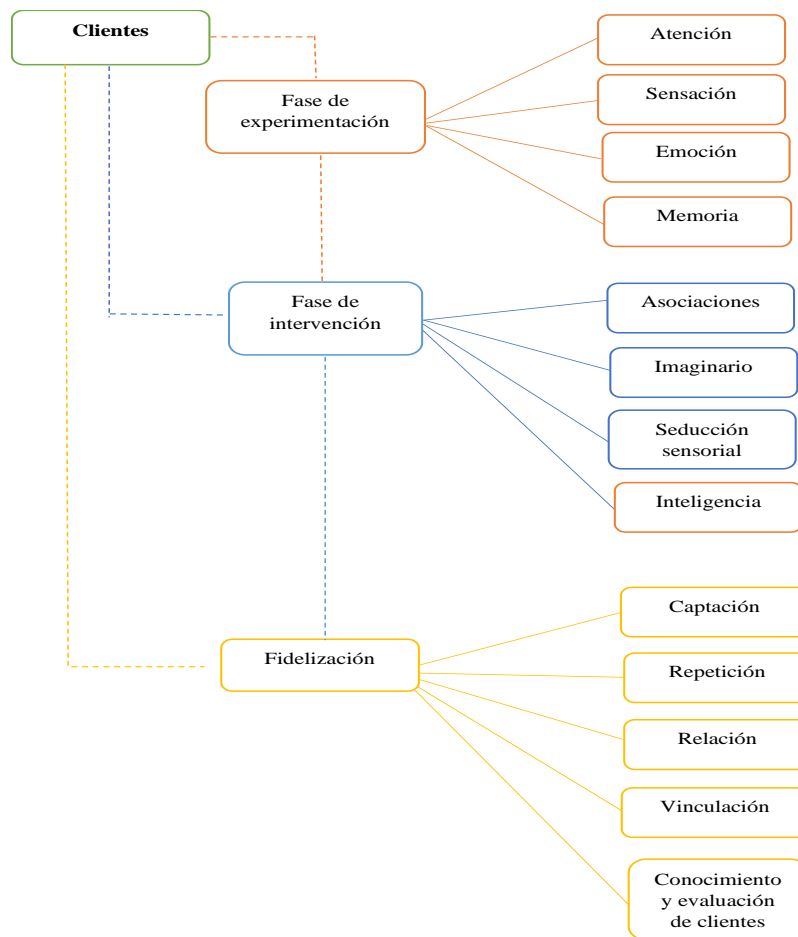 Clientes
Fase de
experimentación
Atención
Sensación
Emoción
Memoria
Fase de
intervención
Asociaciones
Imaginario
Seducción
sensorial
Inteligencia
Fidelización
Captación
Repetición
Relación
Vinculación
Conocimiento
y evaluación
de clientes